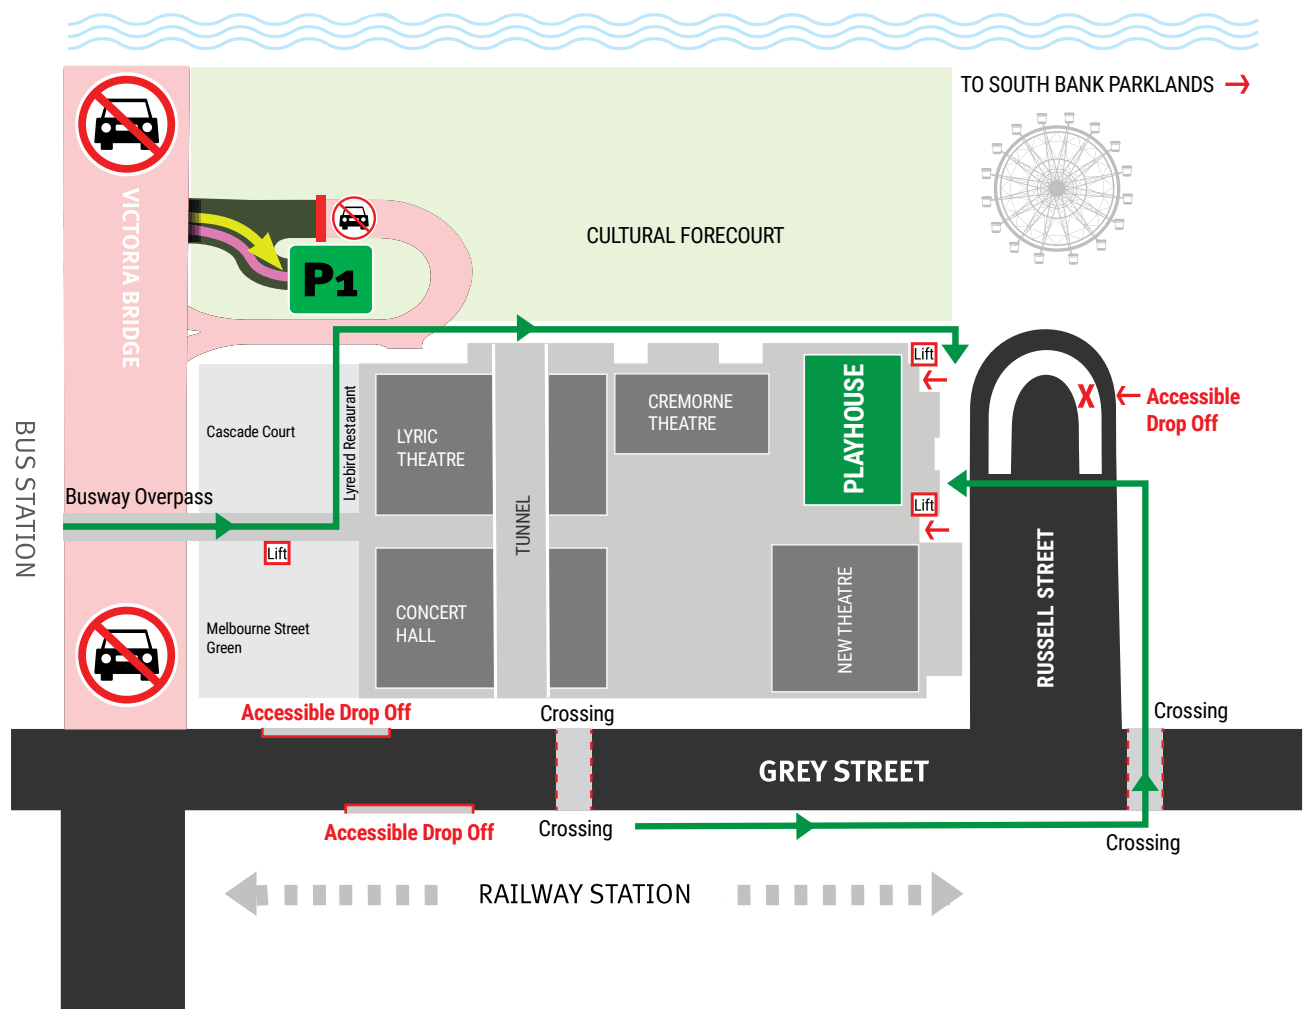 TO SOUTH BANK PARKLANDS
VICTORIA BRIDGE
CULTURAL FORECOURT
P1
Lift
PLAYHOUSE
CREMORNE
THEATRE
Accessible
Drop Off
Lyrebird Restaurant
Cascade Court
LYRIC
THEATRE
BUS STATION
Busway Overpass
TUNNEL
Lift
Lift
CONCERT
HALL
Melbourne Street
Green
NEW THEATRE
RUSSELL STREET
Accessible Drop Off
Crossing
Crossing
GREY STREET
Accessible Drop Off
Crossing
Crossing
RAILWAY STATION